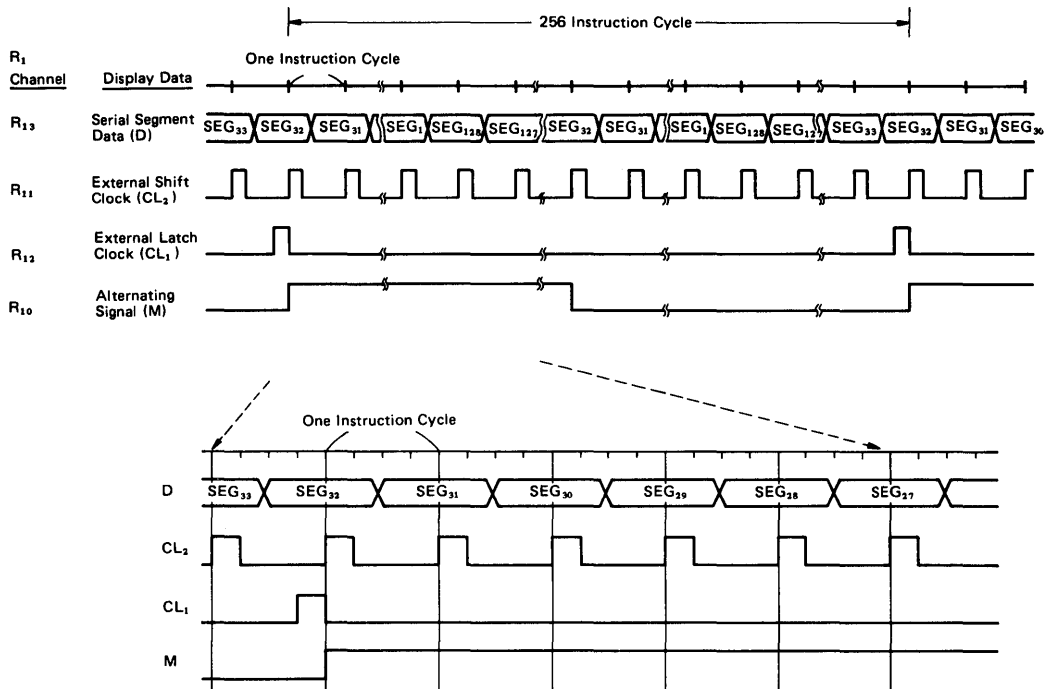 256 Instruction Cycle
R₁
Channel Display Data One Instruction Cycle
R₁₃ Serial Segment
Data (D) SEG₃₃ SEG₃₂ SEG₃₁ SEG₁ SEG₁₂₈ SEG₁₂₇ SEG₃₂ SEG₃₁ SEG₁ SEG₁₂₈ SEG₁₂₇ SEG₃₃ SEG₃₂ SEG₃₁ SEG₃₀
R₁₁ External Shift
Clock (CL₂)
R₁₂ External Latch
Clock (CL₁)
R₁₀ Alternating
Signal (M)
One Instruction Cycle
D SEG₃₃ SEG₃₂ SEG₃₁ SEG₃₀ SEG₂₉ SEG₂₈ SEG₂₇
CL₂
CL₁
M